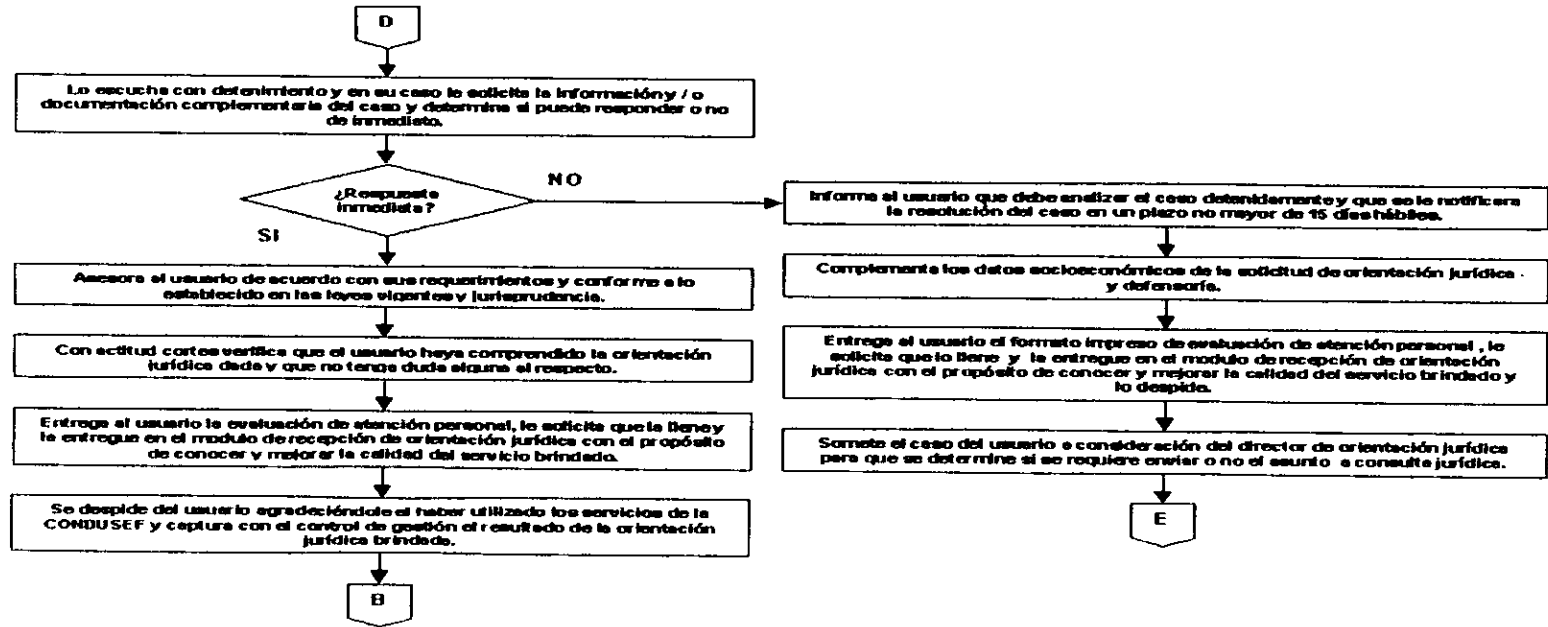 D
Lo escucha con detenimiento y en su caso le solicita la información y / o
documentación complementaria del caso y determina si puede responder o no
de inmediato.
¿Respuesta
inmediata?
NO
SI
Asesora al usuario de acuerdo con sus requerimientos y conforme a lo
establecido en las leyes vigentes y jurisprudencia.
Con actitud cortes verifica que el usuario haya comprendido la orientación
jurídica dada y que no tenga duda alguna al respecto.
Entrega al usuario la evaluación de atención personal, le solicita que la llene y
la entregue en el modulo de recepción de orientación jurídica con el propósito
de conocer y mejorar la calidad del servicio brindado.
Se despide del usuario agradeciéndole el haber utilizado los servicios de la
CONDUSEF y captura con el control de gestión el resultado de la orientación
jurídica brindada.
B
Informa al usuario que debe analizar el caso detenidamente y que se le notificara
la resolución del caso en un plazo no mayor de 15 días hábiles.
Complementa los datos socioeconómicos de la solicitud de orientación jurídica -
y defensoría.
Entrega al usuario el formato impreso de evaluación de atención personal , le
solicita que lo llene y la entregue en el modulo de recepción de orientación
jurídica con el propósito de conocer y mejorar la calidad del servicio brindado y
lo despide.
Somete el caso del usuario a consideración del director de orientación jurídica
para que se determine si se requiere enviar o no el asunto a consulta jurídica.
E